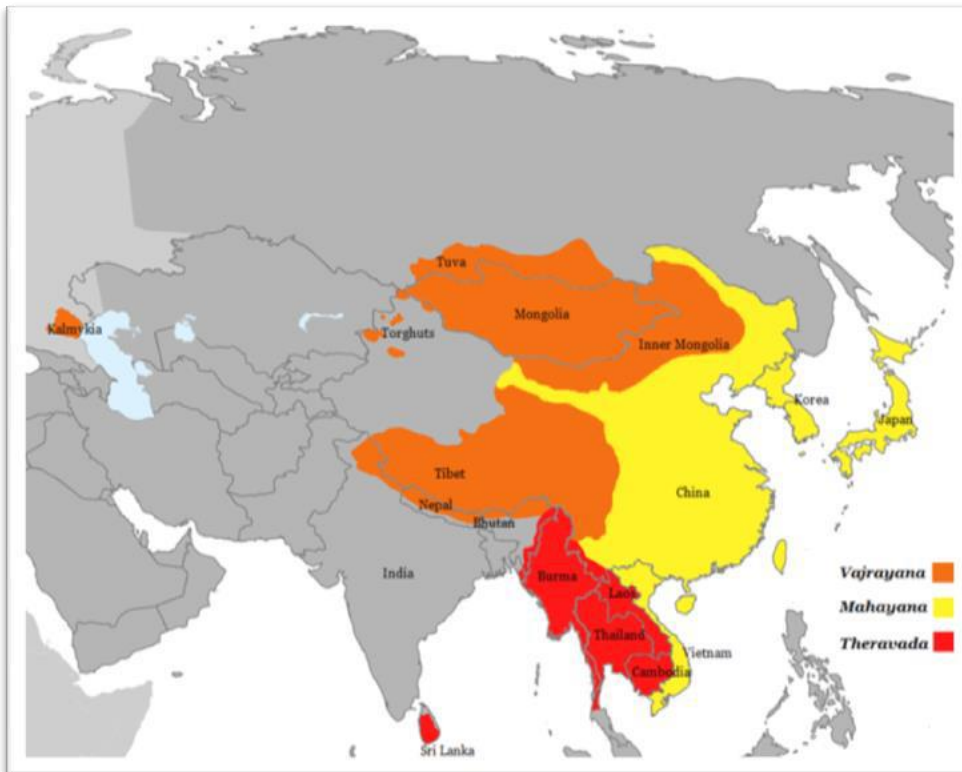 Tuva
Mongolia
Kalmykia
Torghuts
Inner Mongolia
Korea
Japan
Tibet
China
Nepal
Bhutan
India
Burma
Laos
Thailand
Vietnam
Cambodia
Sri Lanka
Vajrayana
Mahayana
Theravada